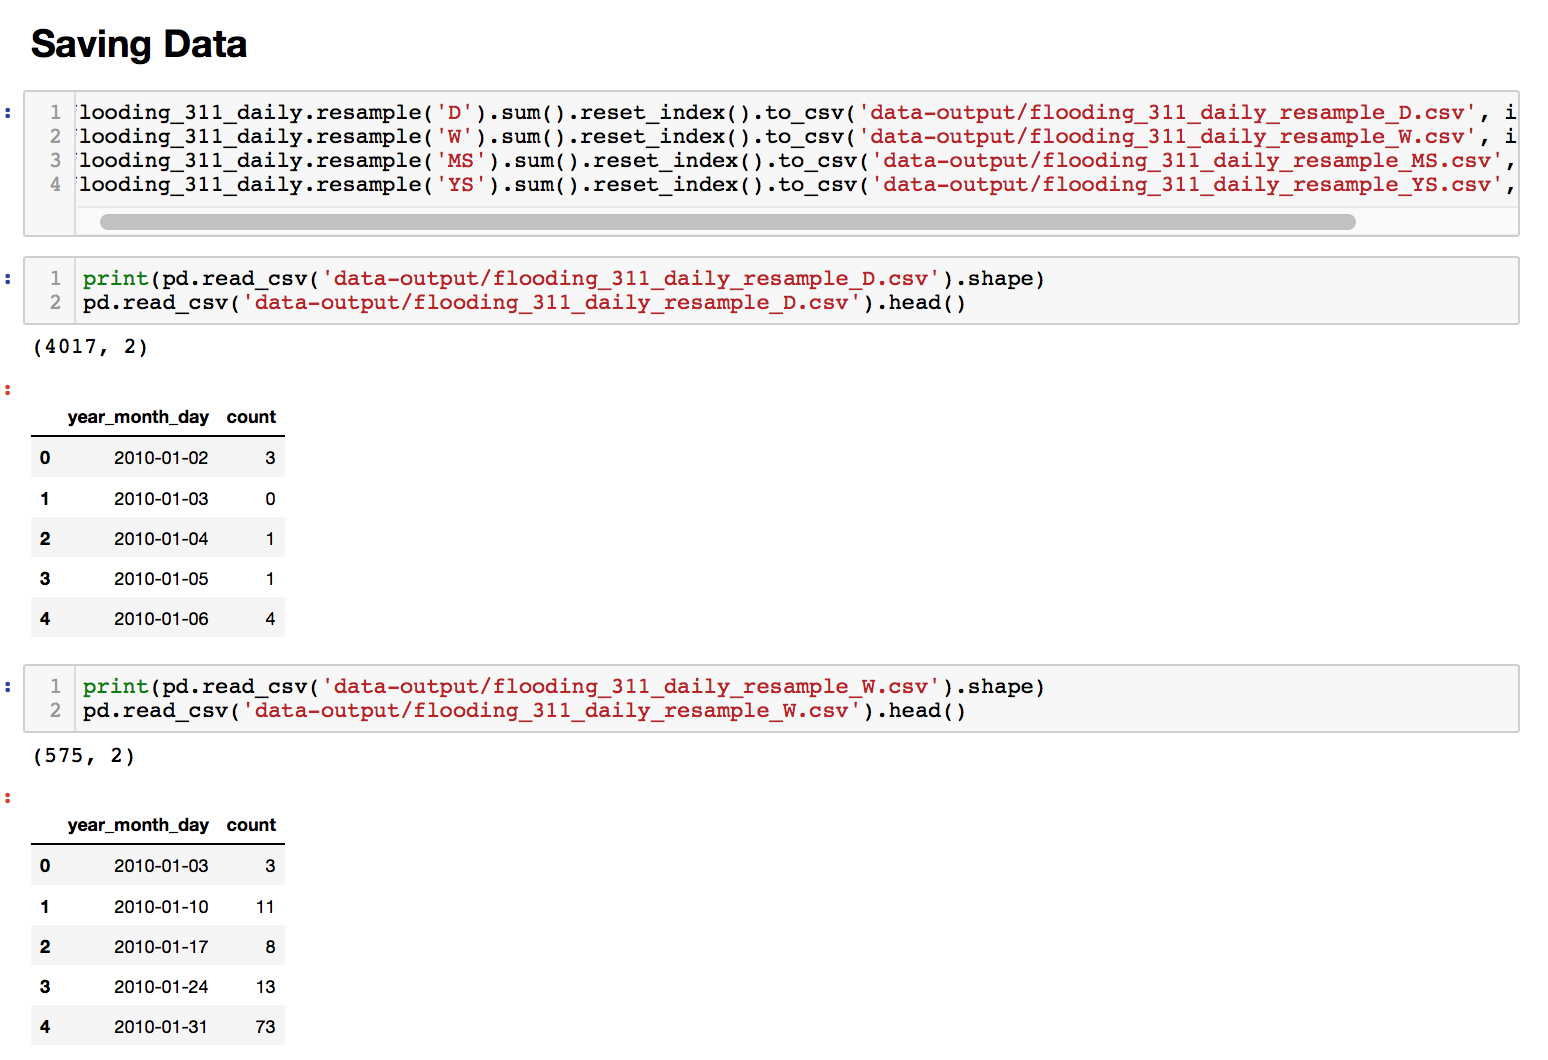 Saving Data
: 1 looding_311_daily.resample('D').sum().reset_index().to_csv('data-output/flooding_311_daily_resample_D.csv', i
2 looding_311_daily.resample('W').sum().reset_index().to_csv('data-output/flooding_311_daily_resample_W.csv', i
3 looding_311_daily.resample('MS').sum().reset_index().to_csv('data-output/flooding_311_daily_resample_MS.csv',
4 looding_311_daily.resample('YS').sum().reset_index().to_csv('data-output/flooding_311_daily_resample_YS.csv',
: 1 print(pd.read_csv('data-output/flooding_311_daily_resample_D.csv').shape)
2 pd.read_csv('data-output/flooding_311_daily_resample_D.csv').head()
(4017, 2)
:
year_month_day count
0 2010-01-02 3
1 2010-01-03 0
2 2010-01-04 1
3 2010-01-05 1
4 2010-01-06 4
: 1 print(pd.read_csv('data-output/flooding_311_daily_resample_W.csv').shape)
2 pd.read_csv('data-output/flooding_311_daily_resample_W.csv').head()
(575, 2)
:
year_month_day count
0 2010-01-03 3
1 2010-01-10 11
2 2010-01-17 8
3 2010-01-24 13
4 2010-01-31 73